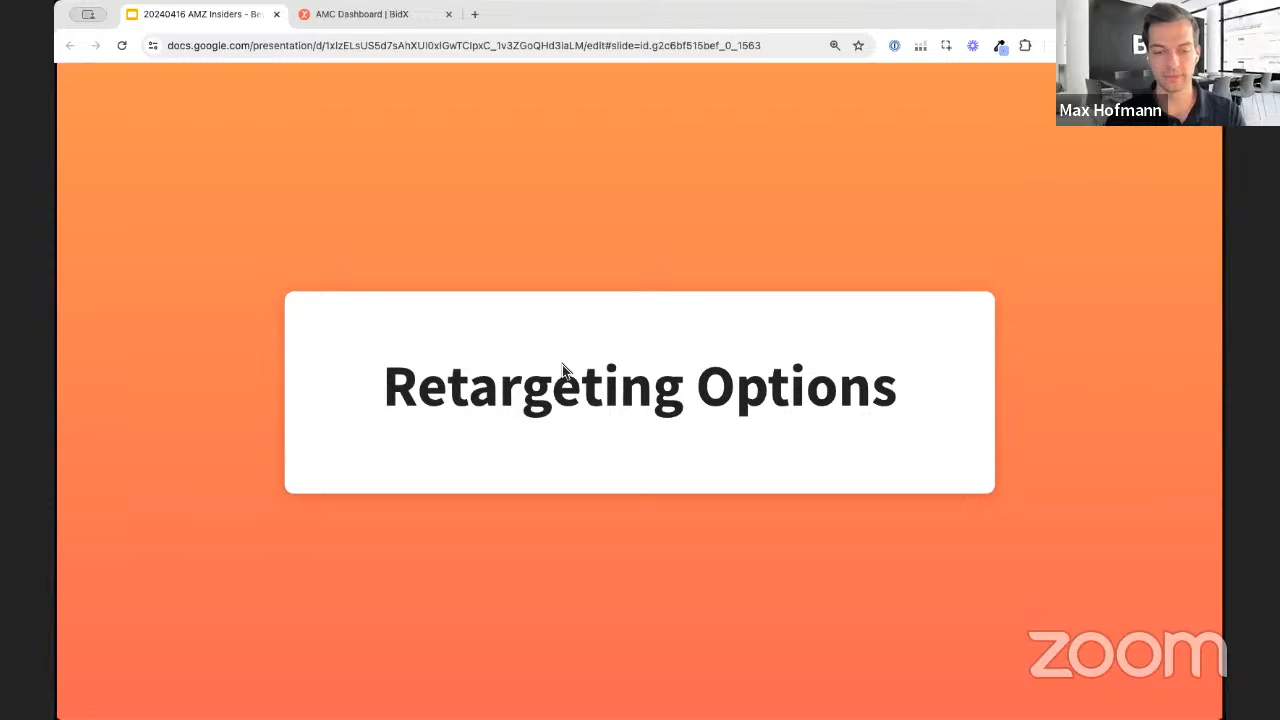 20240416 AMZ Insiders - Be
AMC Dashboard | BidX
docs.google.com/presentation/d/1xIzELsUS5d7sAhXUI0xiGwTCIpxC_1v3ZGoQHd3IaLM/edit#slide=id.g2c6bf515bef_0_1563
B
Max Hofmann
Retargeting Options
zoom